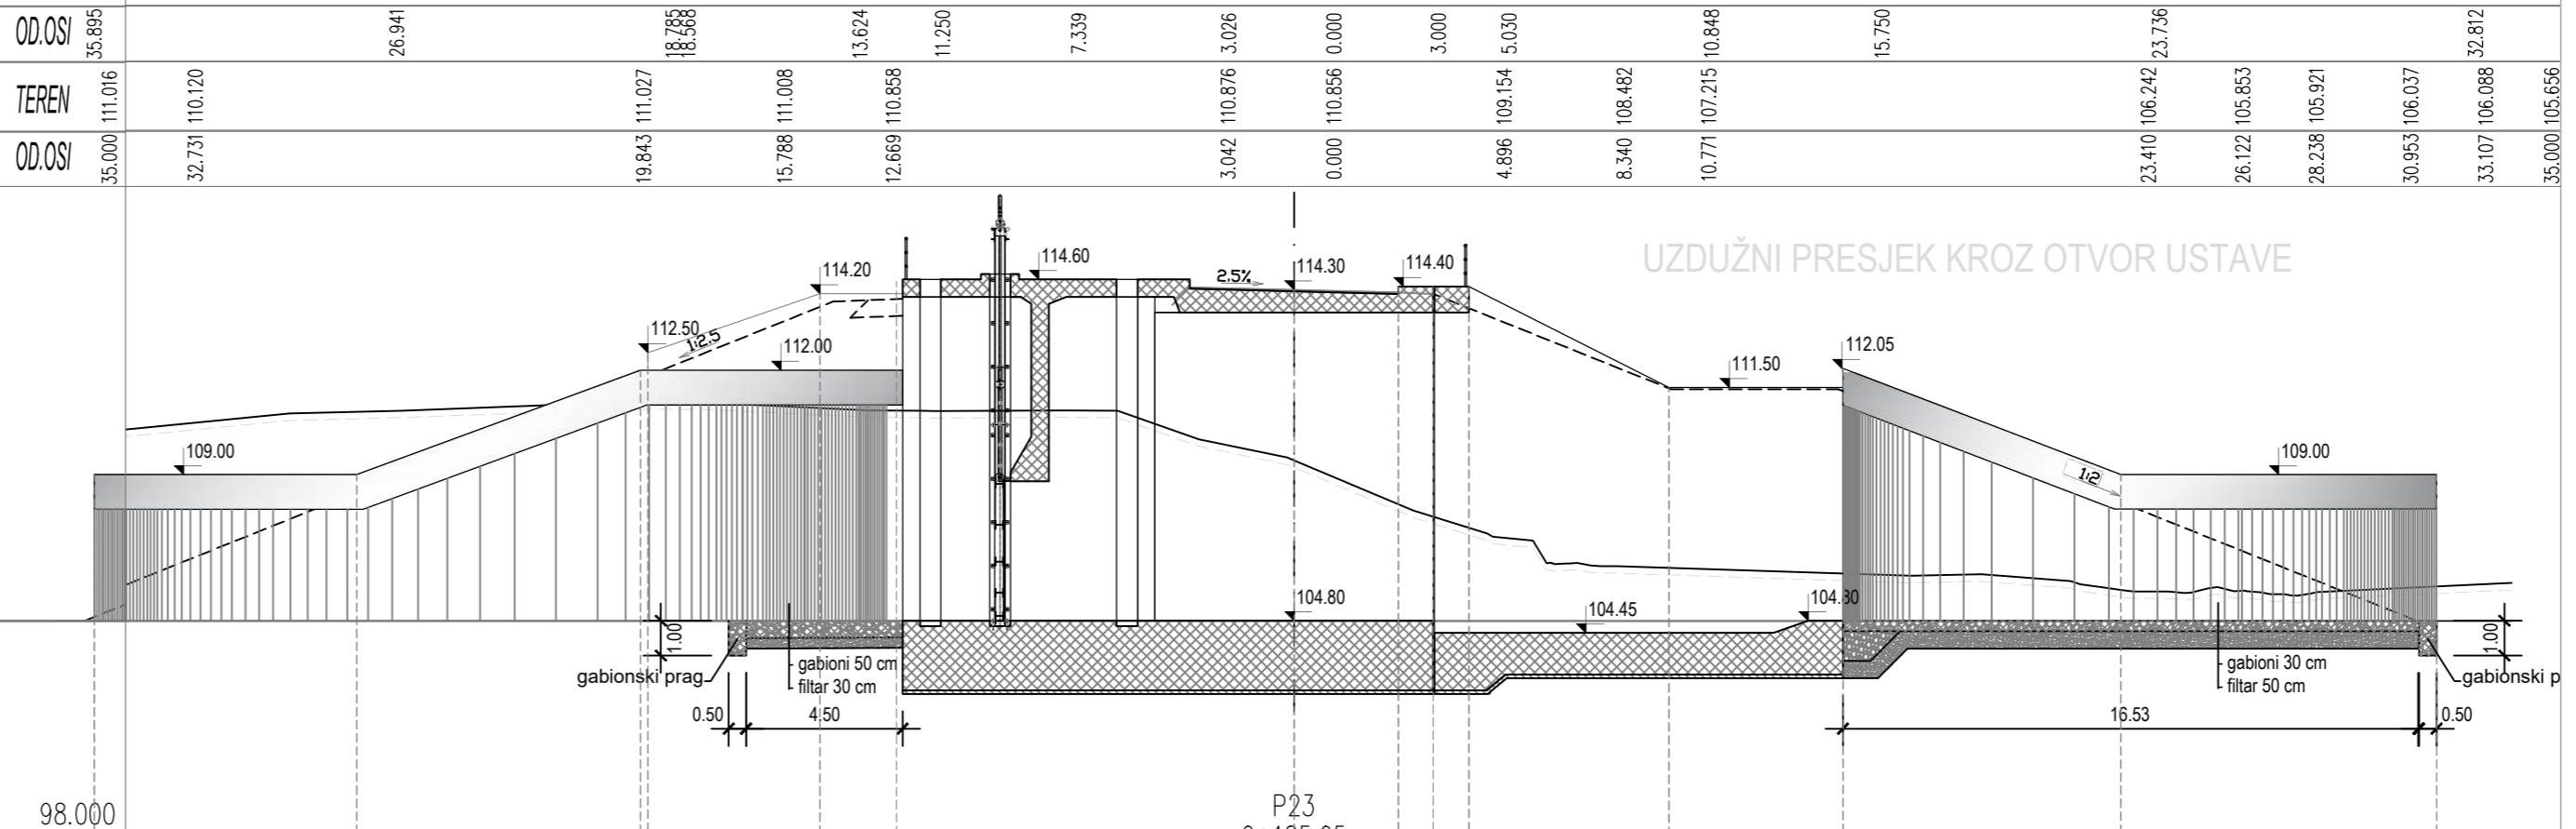 OD.OSI 35.895 26.941 18.785 18.568 13.624 11.250 7.339 3.026 0.000 3.000 5.030 10.848 15.750 23.736 32.812
TEREN 111.016 110.120 111.027 111.008 110.858 110.876 110.856 109.154 108.482 107.215 106.242 105.853 105.921 106.037 106.088 105.656
OD.OSI 35.000 32.731 19.843 15.788 12.669 3.042 0.000 4.896 8.340 10.771 23.410 26.122 28.238 30.953 33.107 35.000
UZDUŽNI PRESJEK KROZ OTVOR USTAVE
114.60
2.5%
114.30
114.40
114.20
112.50
1:2.5
112.00
112.05
111.50
109.00
1:2
109.00
104.80
104.45
104.80
1.00
1.00
gabionski prag
gabioni 50 cm
filtar 30 cm
gabioni 30 cm
filtar 50 cm
gabionski p
0.50
4.50
16.53
0.50
98.000
P23